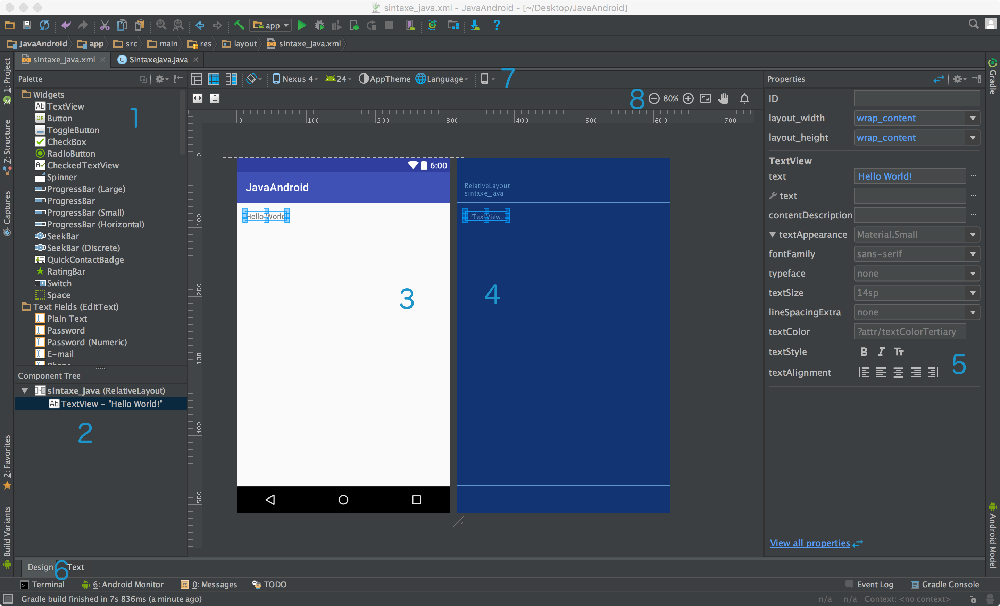 sintaxe_java.xml - JavaAndroid - [~/Desktop/JavaAndroid]
app
JavaAndroid app src main res layout sintaxe_java.xml
sintaxe_java.xml SintaxeJava.java
1: Project
7: Structure
Captures
2: Favorites
Build Variants
Palette
Widgets
TextView
Button
ToggleButton
CheckBox
RadioButton
CheckedTextView
Spinner
ProgressBar (Large)
ProgressBar
ProgressBar (Small)
ProgressBar (Horizontal)
SeekBar
SeekBar (Discrete)
QuickContactBadge
RatingBar
Switch
Space
Text Fields (EditText)
Plain Text
Password
Password (Numeric)
E-mail
Phone
1
Component Tree
sintaxe_java (RelativeLayout)
Ab TextView - "Hello World!"
2
Nexus 4 24 AppTheme Language 7
8 80%
0 100 200 300 400 500 600 700
0
100
200
300
400
500
6:00
JavaAndroid
Hello World
3
RelativeLayout
sintaxe_java
TextView
4
Properties
ID
layout_width wrap_content
layout_height wrap_content
TextView
text Hello World! ...
text ...
contentDescription ...
textAppearance Material.Small
fontFamily sans-serif
typeface none
textSize 14sp
lineSpacingExtra none
textColor ?attr/textColorTertiary ...
textStyle B I Tt
textAlignment
5
View all properties
Gradle
Android Model
Design 6 Text
Terminal 6: Android Monitor 0: Messages TODO Event Log Gradle Console
Gradle build finished in 7s 836ms (a minute ago) n/a n/a Context: <no context>